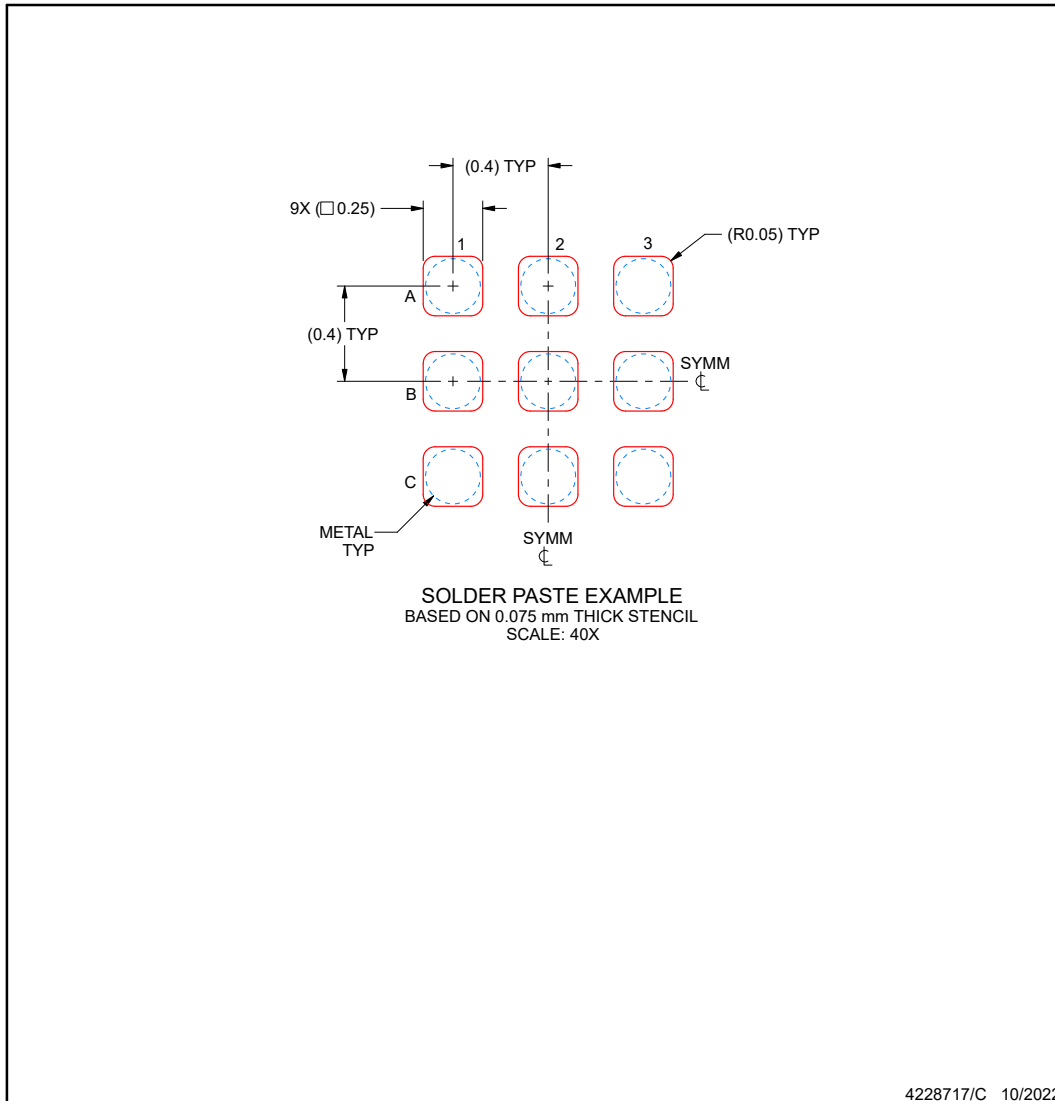 (0.4) TYP
9X (□ 0.25)
(R0.05) TYP
1 2 3
A
(0.4) TYP
SYMM
℄
B
C
METAL
TYP
SYMM
℄
SOLDER PASTE EXAMPLE
BASED ON 0.075 mm THICK STENCIL
SCALE: 40X
4228717/C 10/2022